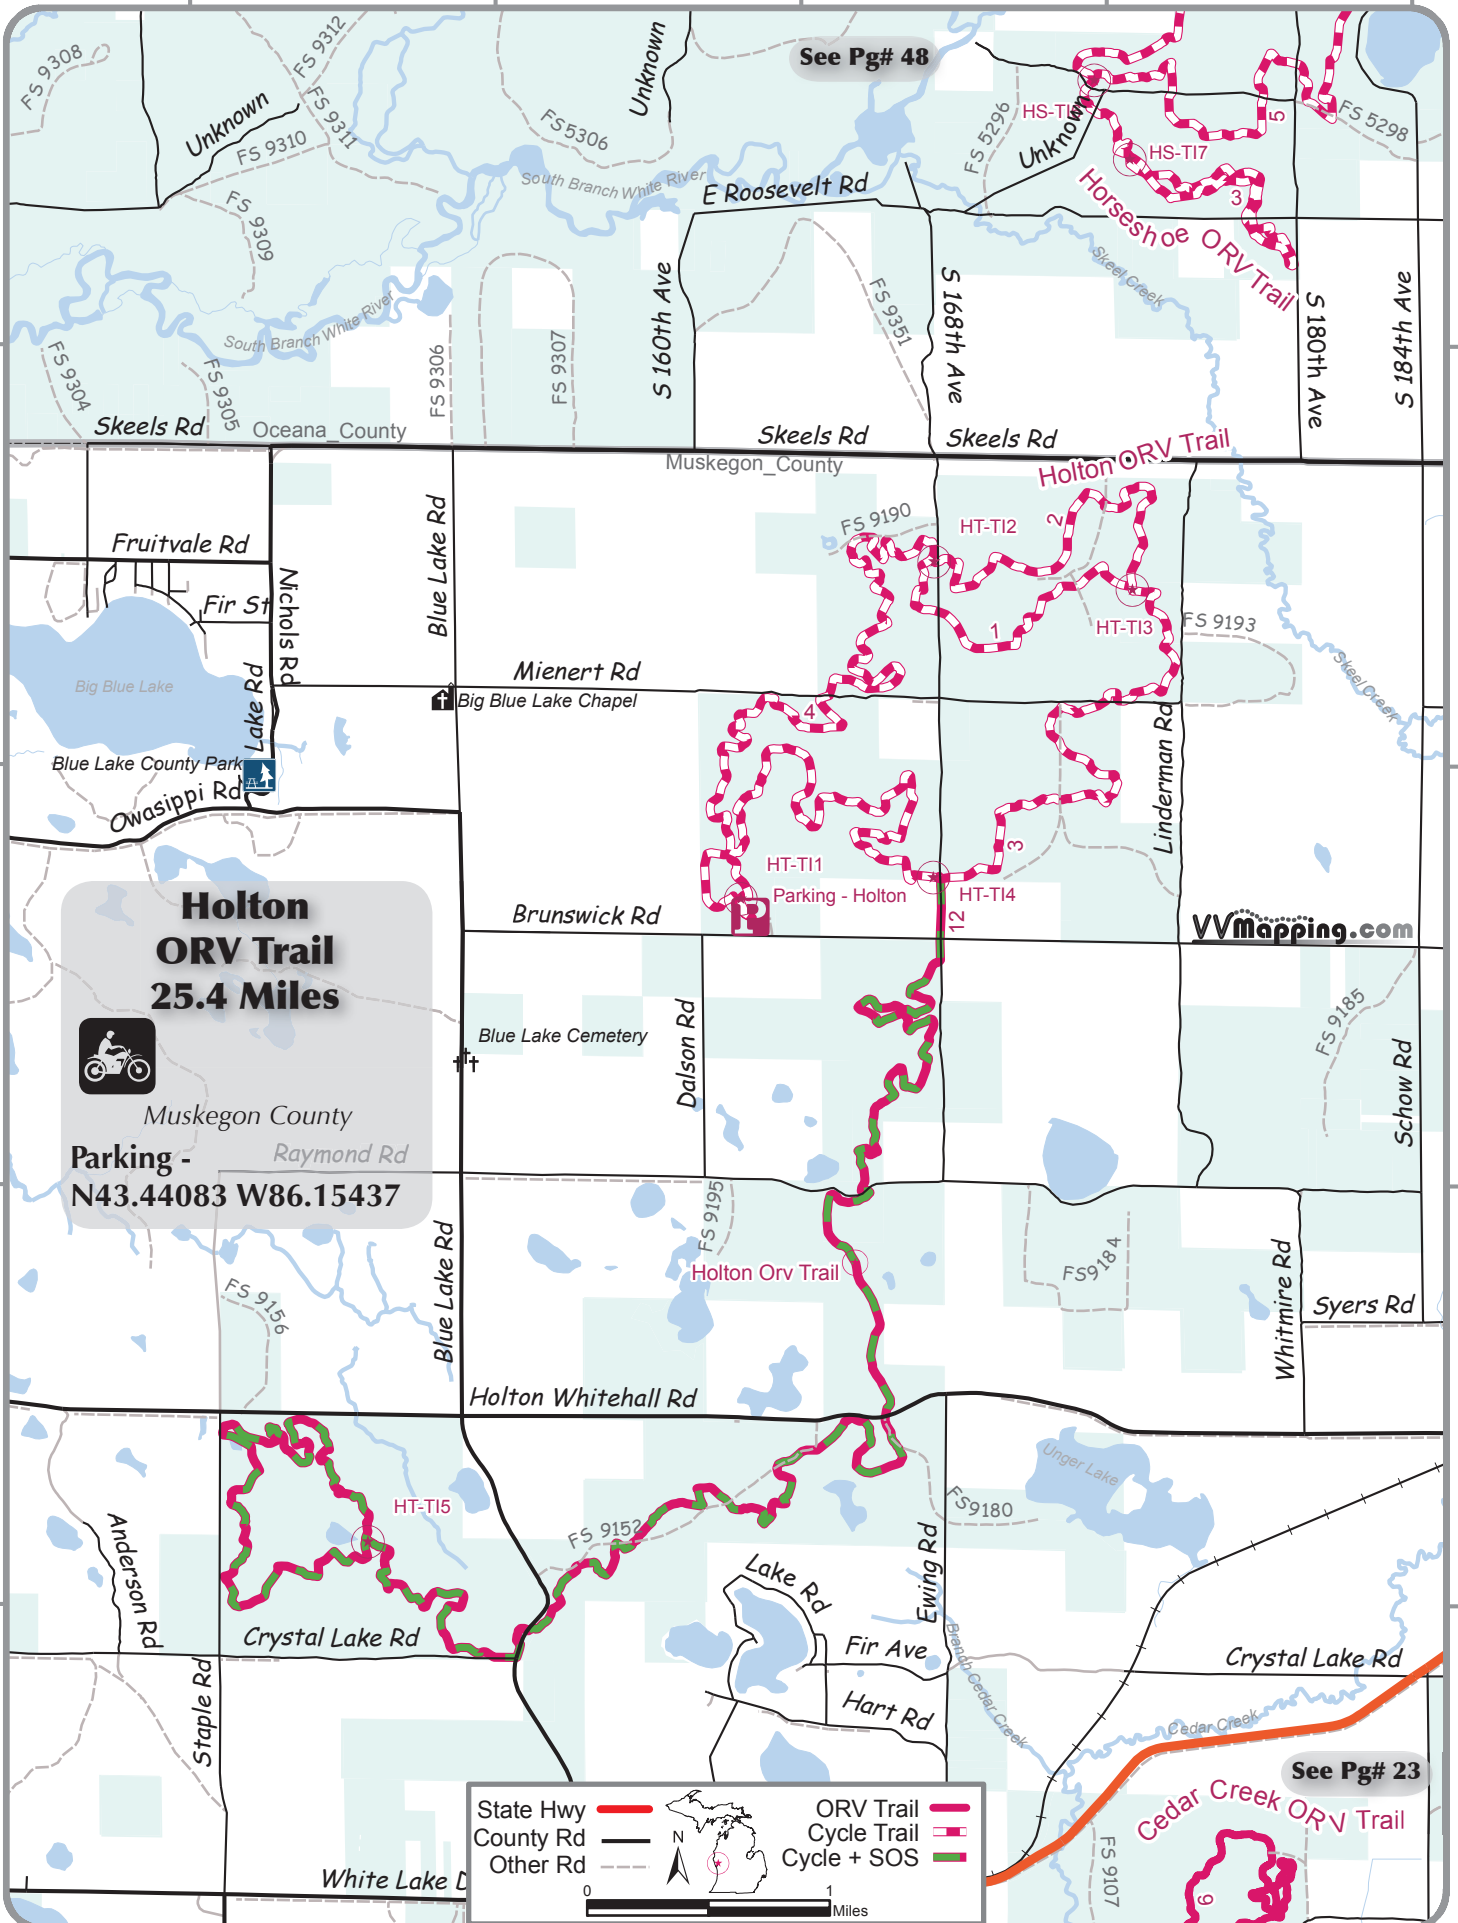 See Pg# 48
FS 9308
FS 9312
Unknown
FS 9311
FS 9310
FS 9309
FS5306
Unknown
South Branch White River
E Roosevelt Rd
FS 5296
Unknown
HS-TI
HS-TI7
5
3
FS 5298
Horseshoe ORV Trail
Skeel Creek
South Branch White River
FS 9304
FS 9305
FS 9306
FS 9307
S 160th Ave
FS 9351
S 168th Ave
S 180th Ave
S 184th Ave
Skeels Rd
Oceana_County
Skeels Rd
Skeels Rd
Muskegon_County
Holton ORV Trail
Fruitvale Rd
Fir St
Nichols Rd
Blue Lake Rd
FS 9190
HT-TI2
2
1
HT-TI3
FS 9193
Skeel Creek
Mienert Rd
Big Blue Lake
Lake Rd
Big Blue Lake Chapel
4
Blue Lake County Park
Owasippi Rd
Linderman Rd
3
HT-TI1
Parking - Holton
HT-TI4
12
Brunswick Rd
VVMapping.com
Holton
ORV Trail
25.4 Miles
Muskegon County
Parking -
N43.44083 W86.15437
Raymond Rd
Blue Lake Cemetery
Dalson Rd
FS 9185
Schow Rd
FS 9195
Holton Orv Trail
FS9184
Whitmire Rd
Syers Rd
FS 9156
Blue Lake Rd
Holton Whitehall Rd
Unger Lake
HT-TI5
FS 9152
FS9180
Anderson Rd
Lake Rd
Ewing Rd
Crystal Lake Rd
Fir Ave
Branch Cedar Creek
Crystal Lake Rd
Staple Rd
Hart Rd
Cedar Creek
See Pg# 23
Cedar Creek ORV Trail
FS 9107
6
White Lake D
State Hwy
County Rd
Other Rd
N
ORV Trail
Cycle Trail
Cycle + SOS
0
1
Miles